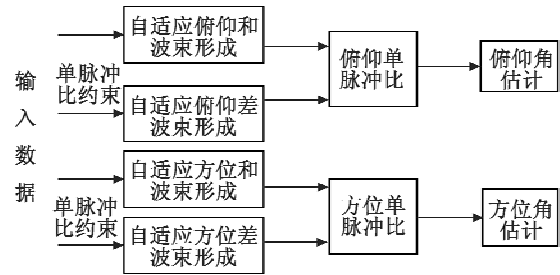 输
入
数
据
单脉冲
比约束
自适应俯仰和
波束形成
自适应俯仰差
波束形成
俯仰单
脉冲比
俯仰角
估计
单脉冲
比约束
自适应方位和
波束形成
自适应方位差
波束形成
方位单
脉冲比
方位角
估计